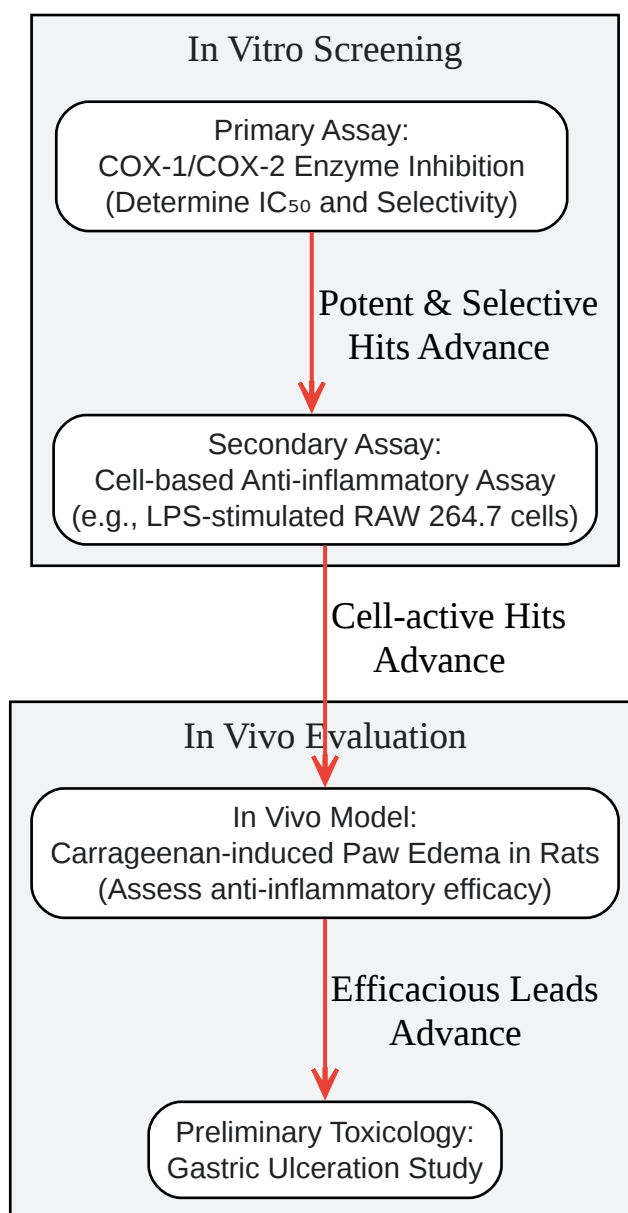 In Vitro Screening
Primary Assay:
COX-1/COX-2 Enzyme Inhibition
(Determine IC₅₀ and Selectivity)
Potent & Selective
Hits Advance
Secondary Assay:
Cell-based Anti-inflammatory Assay
(e.g., LPS-stimulated RAW 264.7 cells)
Cell-active Hits
Advance
In Vivo Evaluation
In Vivo Model:
Carrageenan-induced Paw Edema in Rats
(Assess anti-inflammatory efficacy)
Efficacious Leads
Advance
Preliminary Toxicology:
Gastric Ulceration Study